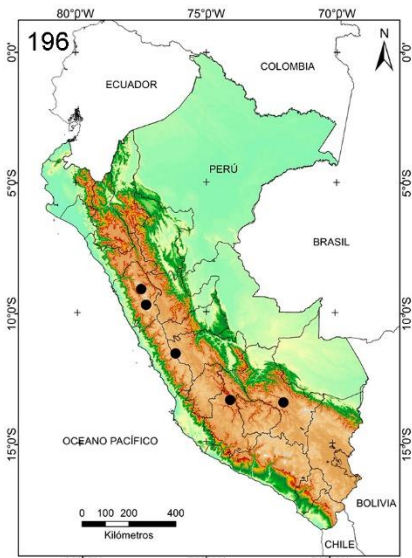 80°0'W 75°0'W 70°0'W
196
N
COLOMBIA
ECUADOR
0°0' 0°0'
PERÚ
5°0'S 5°0'S
BRASIL
10°0'S 10°0'S
OCEANO PACÍFICO
15°0'S 15°0'S
BOLIVIA
0 100 200 400
Kilómetros
CHILE